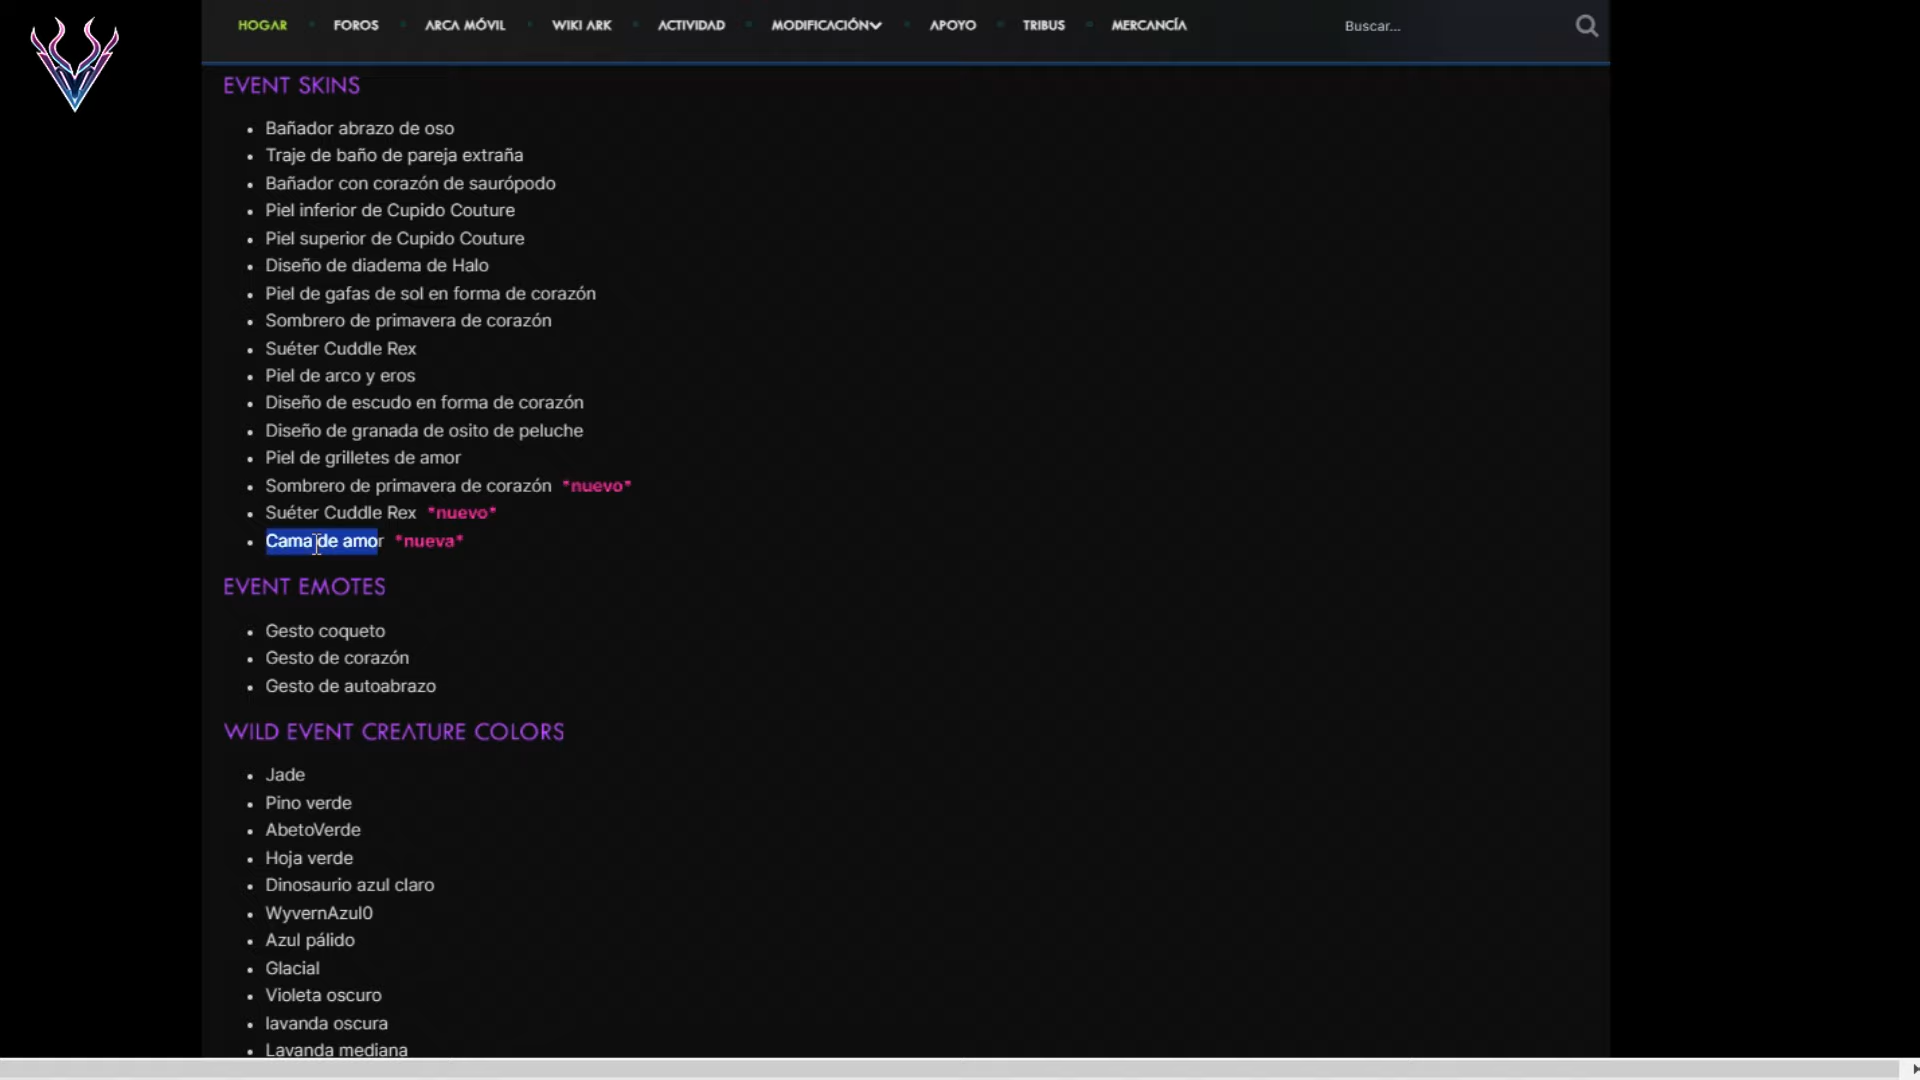 HOGAR FOROS ARCA MÓVIL WIKI ARK ACTIVIDAD MODIFICACIÓN APOYO TRIBUS MERCANCÍA Buscar...
EVENT SKINS
Bañador abrazo de oso
Traje de baño de pareja extraña
Bañador con corazón de saurópodo
Piel inferior de Cupido Couture
Piel superior de Cupido Couture
Diseño de diadema de Halo
Piel de gafas de sol en forma de corazón
Sombrero de primavera de corazón
Suéter Cuddle Rex
Piel de arco y eros
Diseño de escudo en forma de corazón
Diseño de granada de osito de peluche
Piel de grilletes de amor
Sombrero de primavera de corazón *nuevo*
Suéter Cuddle Rex *nuevo*
Cama de amor *nueva*
EVENT EMOTES
Gesto coqueto
Gesto de corazón
Gesto de autoabrazo
WILD EVENT CREATURE COLORS
Jade
Pino verde
AbetoVerde
Hoja verde
Dinosaurio azul claro
WyvernAzul0
Azul pálido
Glacial
Violeta oscuro
lavanda oscura
Lavanda mediana